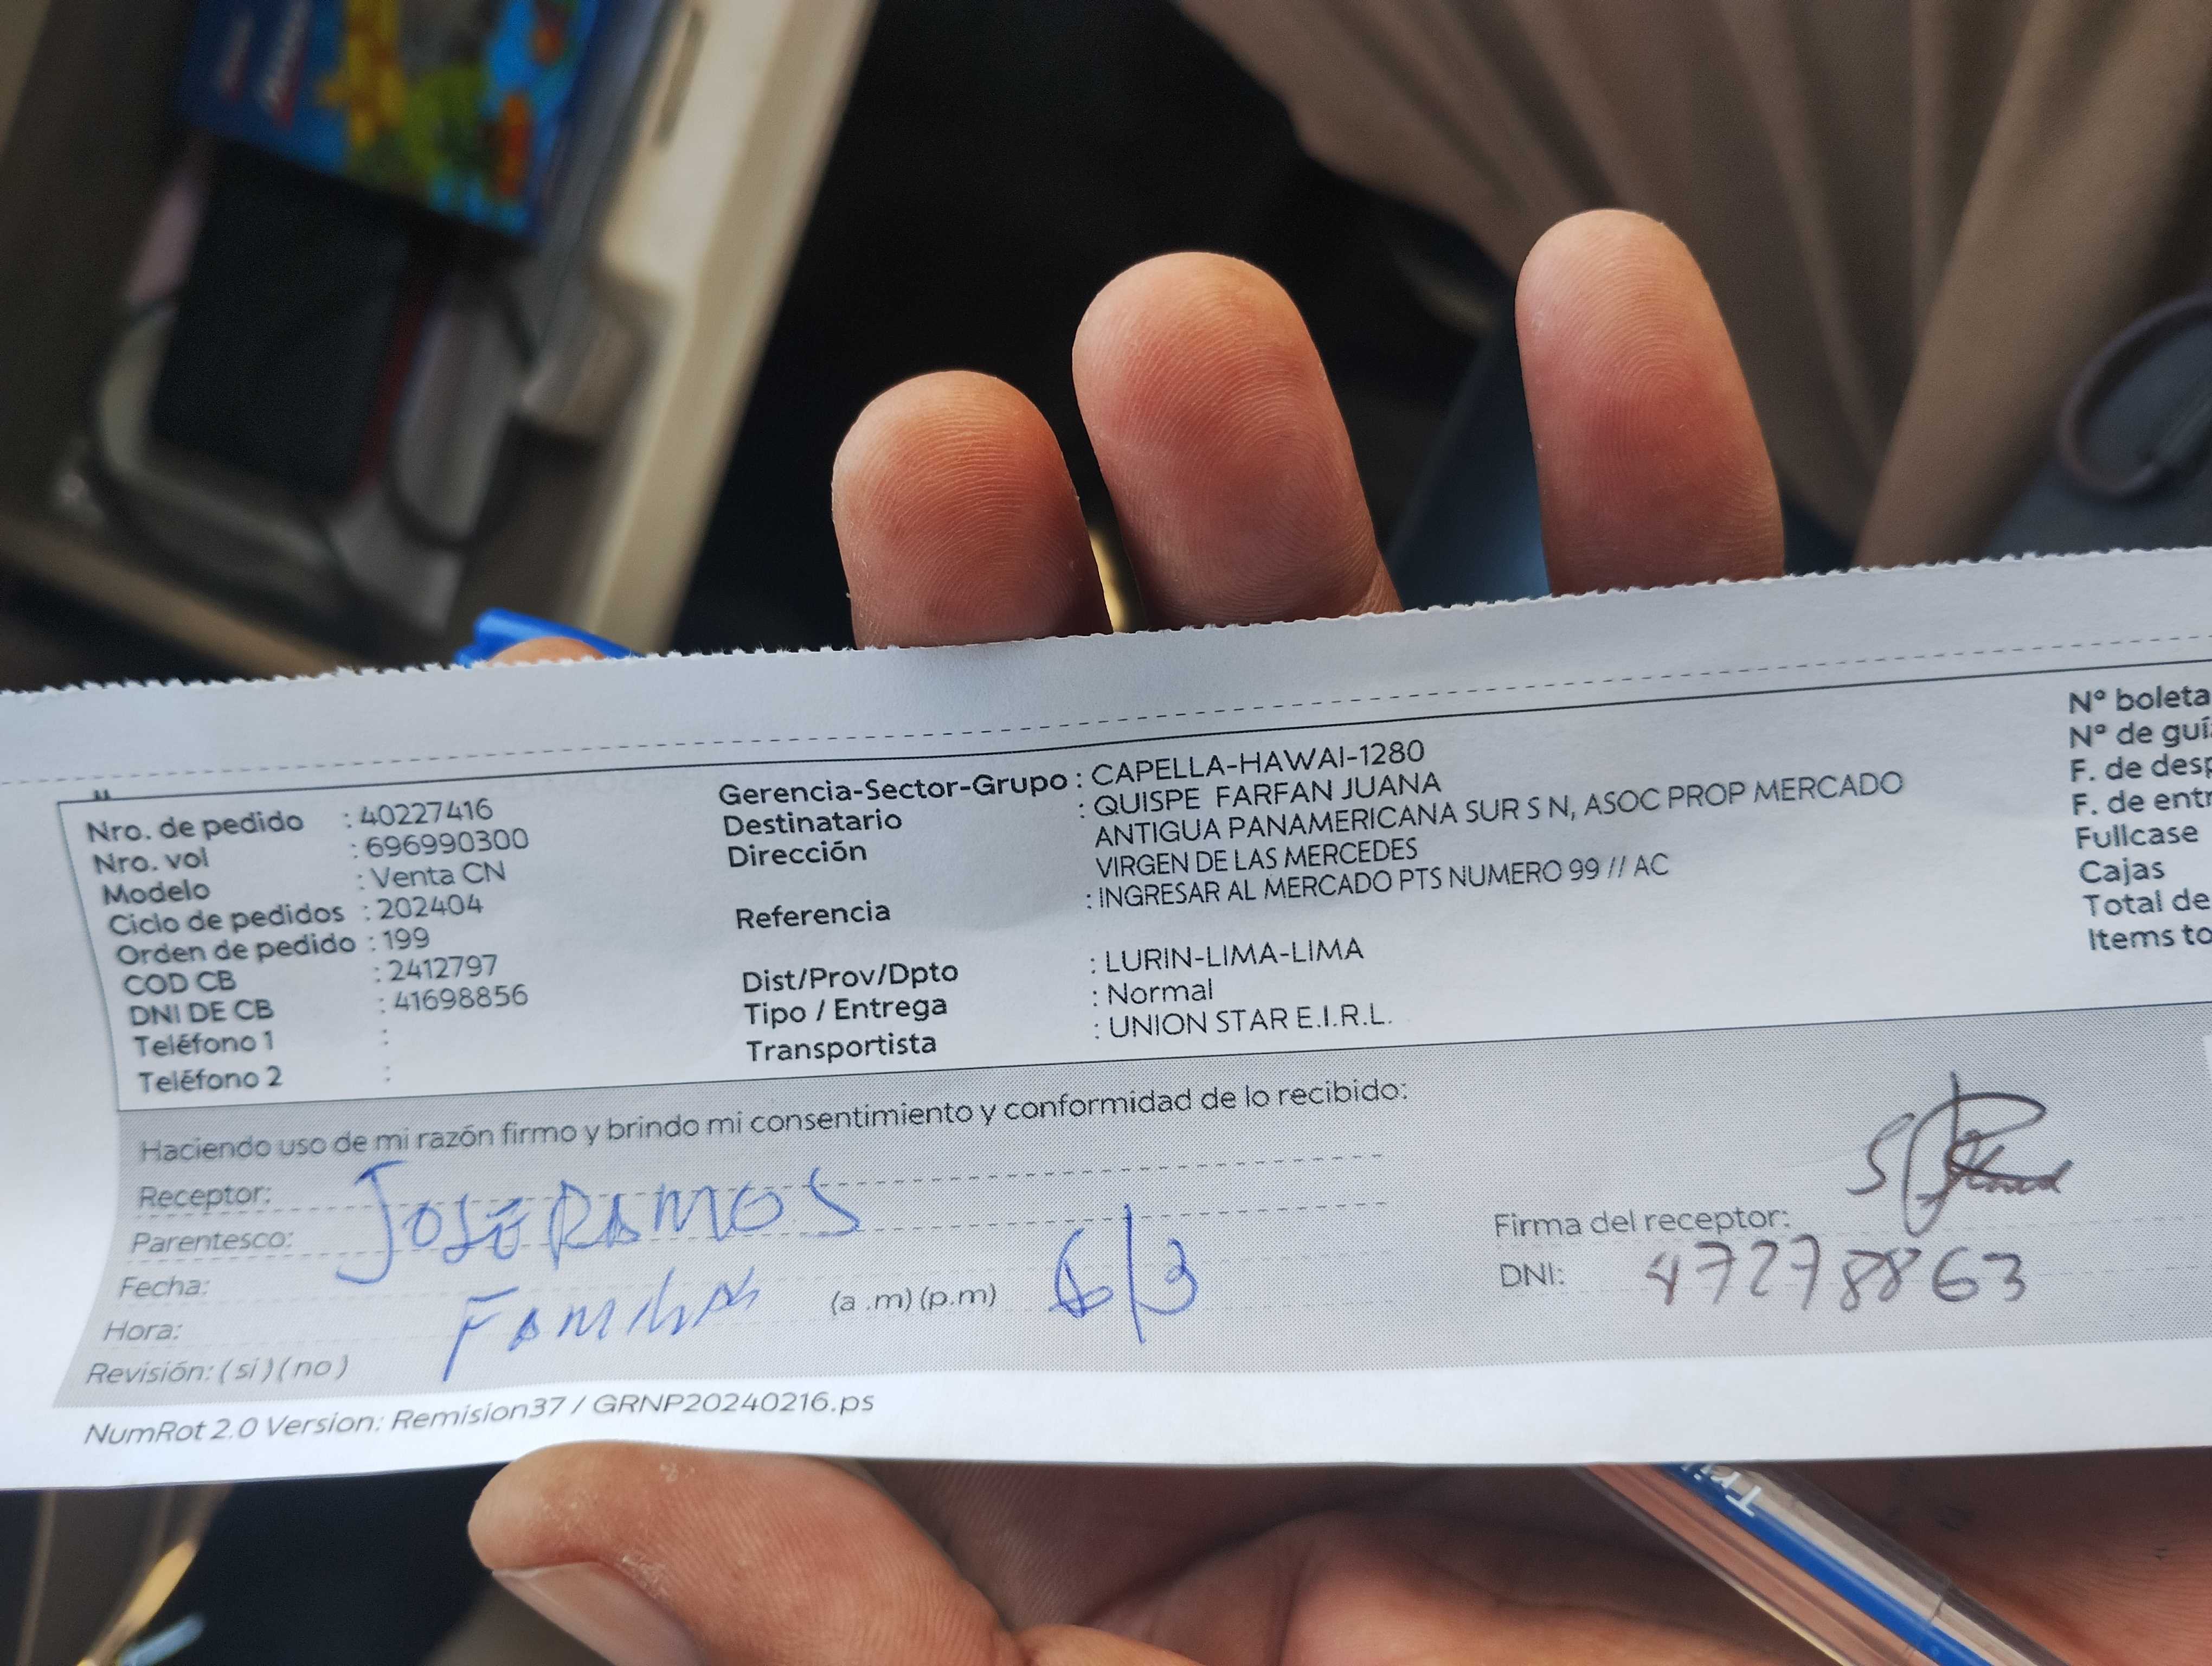 Nro. de pedido : 40227416
Nro. vol : 696990300
Modelo : Venta CN
Ciclo de pedidos : 202404
Orden de pedido : 199
COD CB : 2412797
DNI DE CB : 41698856
Teléfono 1 :
Teléfono 2 :
Gerencia-Sector-Grupo : CAPELLA-HAWAI-1280
Destinatario : QUISPE FARFAN JUANA
Dirección ANTIGUA PANAMERICANA SUR S N, ASOC PROP MERCADO
VIRGEN DE LAS MERCEDES
Referencia : INGRESAR AL MERCADO PTS NUMERO 99 // AC
Dist/Prov/Dpto : LURIN-LIMA-LIMA
Tipo / Entrega : Normal
Transportista : UNION STAR E.I.R.L.
Nº boleta
Nº de guí
F. de desp
F. de entr
Fullcase
Cajas
Total de
Items to
Haciendo uso de mi razón firmo y brindo mi consentimiento y conformidad de lo recibido:
Receptor: JOSE RAMOS
Parentesco:
Fecha:
Hora: (a .m) (p.m) 6/3
Revisión: (si) (no)
Firma del receptor:
DNI: 47278863
NumRot 2.0 Version: Remision37 / GRNP20240216.ps